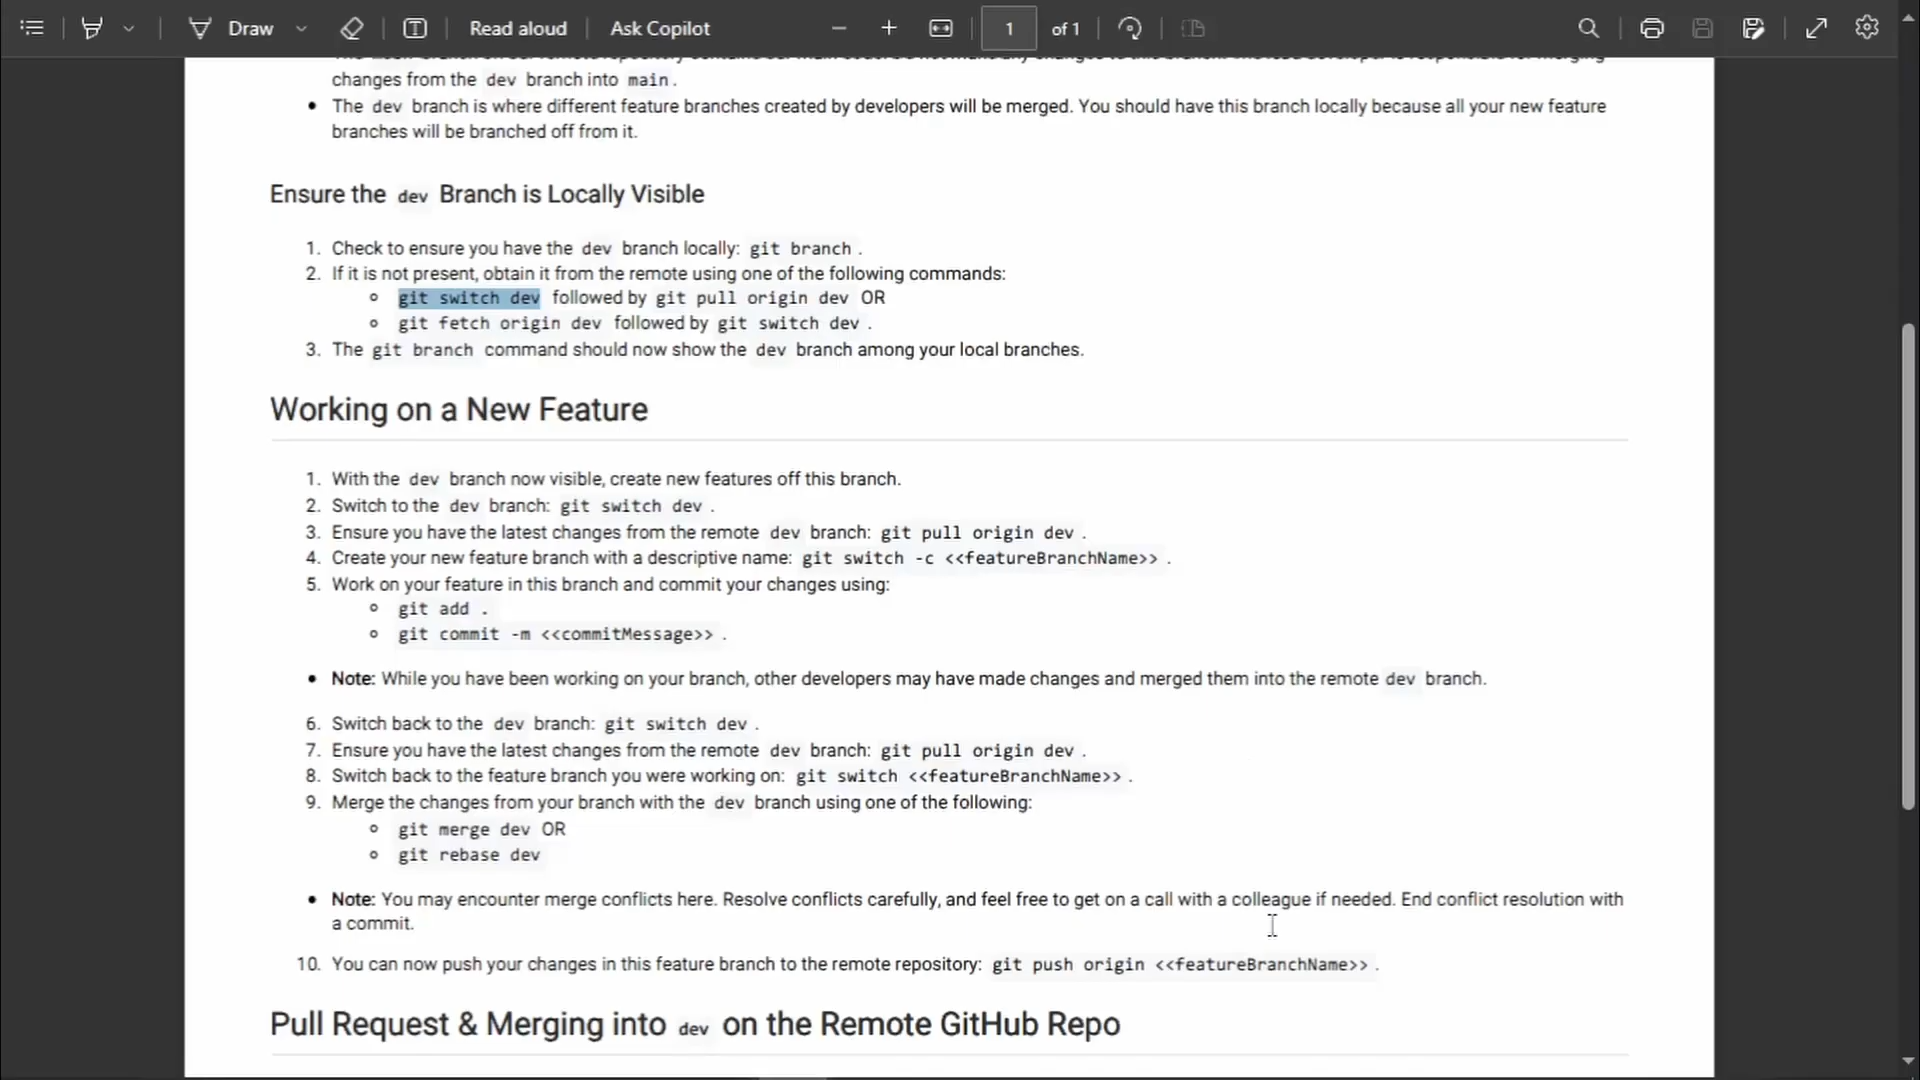 Draw
Read aloud
Ask Copilot
1
of 1
changes from the dev branch into main .
• The dev branch is where different feature branches created by developers will be merged. You should have this branch locally because all your new feature
branches will be branched off from it.
Ensure the dev Branch is Locally Visible
1. Check to ensure you have the dev branch locally: git branch .
2. If it is not present, obtain it from the remote using one of the following commands:
git switch dev followed by git pull origin dev OR
git fetch origin dev followed by git switch dev .
3. The git branch command should now show the dev branch among your local branches.
Working on a New Feature
1. With the dev branch now visible, create new features off this branch.
2. Switch to the dev branch: git switch dev .
3. Ensure you have the latest changes from the remote dev branch: git pull origin dev .
4. Create your new feature branch with a descriptive name: git switch -c <<featureBranchName>> .
5. Work on your feature in this branch and commit your changes using:
git add .
git commit -m <<commitMessage>> .
• Note: While you have been working on your branch, other developers may have made changes and merged them into the remote dev branch.
6. Switch back to the dev branch: git switch dev .
7. Ensure you have the latest changes from the remote dev branch: git pull origin dev .
8. Switch back to the feature branch you were working on: git switch <<featureBranchName>> .
9. Merge the changes from your branch with the dev branch using one of the following:
git merge dev OR
git rebase dev
• Note: You may encounter merge conflicts here. Resolve conflicts carefully, and feel free to get on a call with a colleague if needed. End conflict resolution with
a commit.
10. You can now push your changes in this feature branch to the remote repository: git push origin <<featureBranchName>> .
Pull Request & Merging into dev on the Remote GitHub Repo